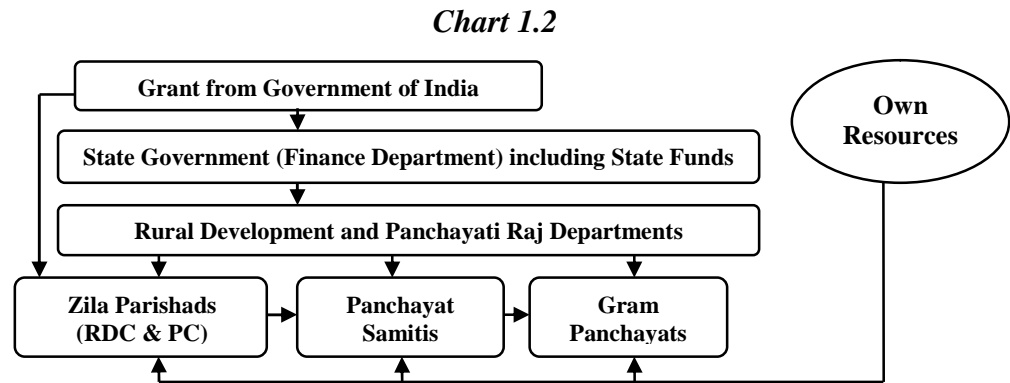 Chart 1.2
Grant from Government of India
Own
Resources
State Government (Finance Department) including State Funds
Rural Development and Panchayati Raj Departments
Zila Parishads
(RDC & PC)
Panchayat
Samitis
Gram
Panchayats